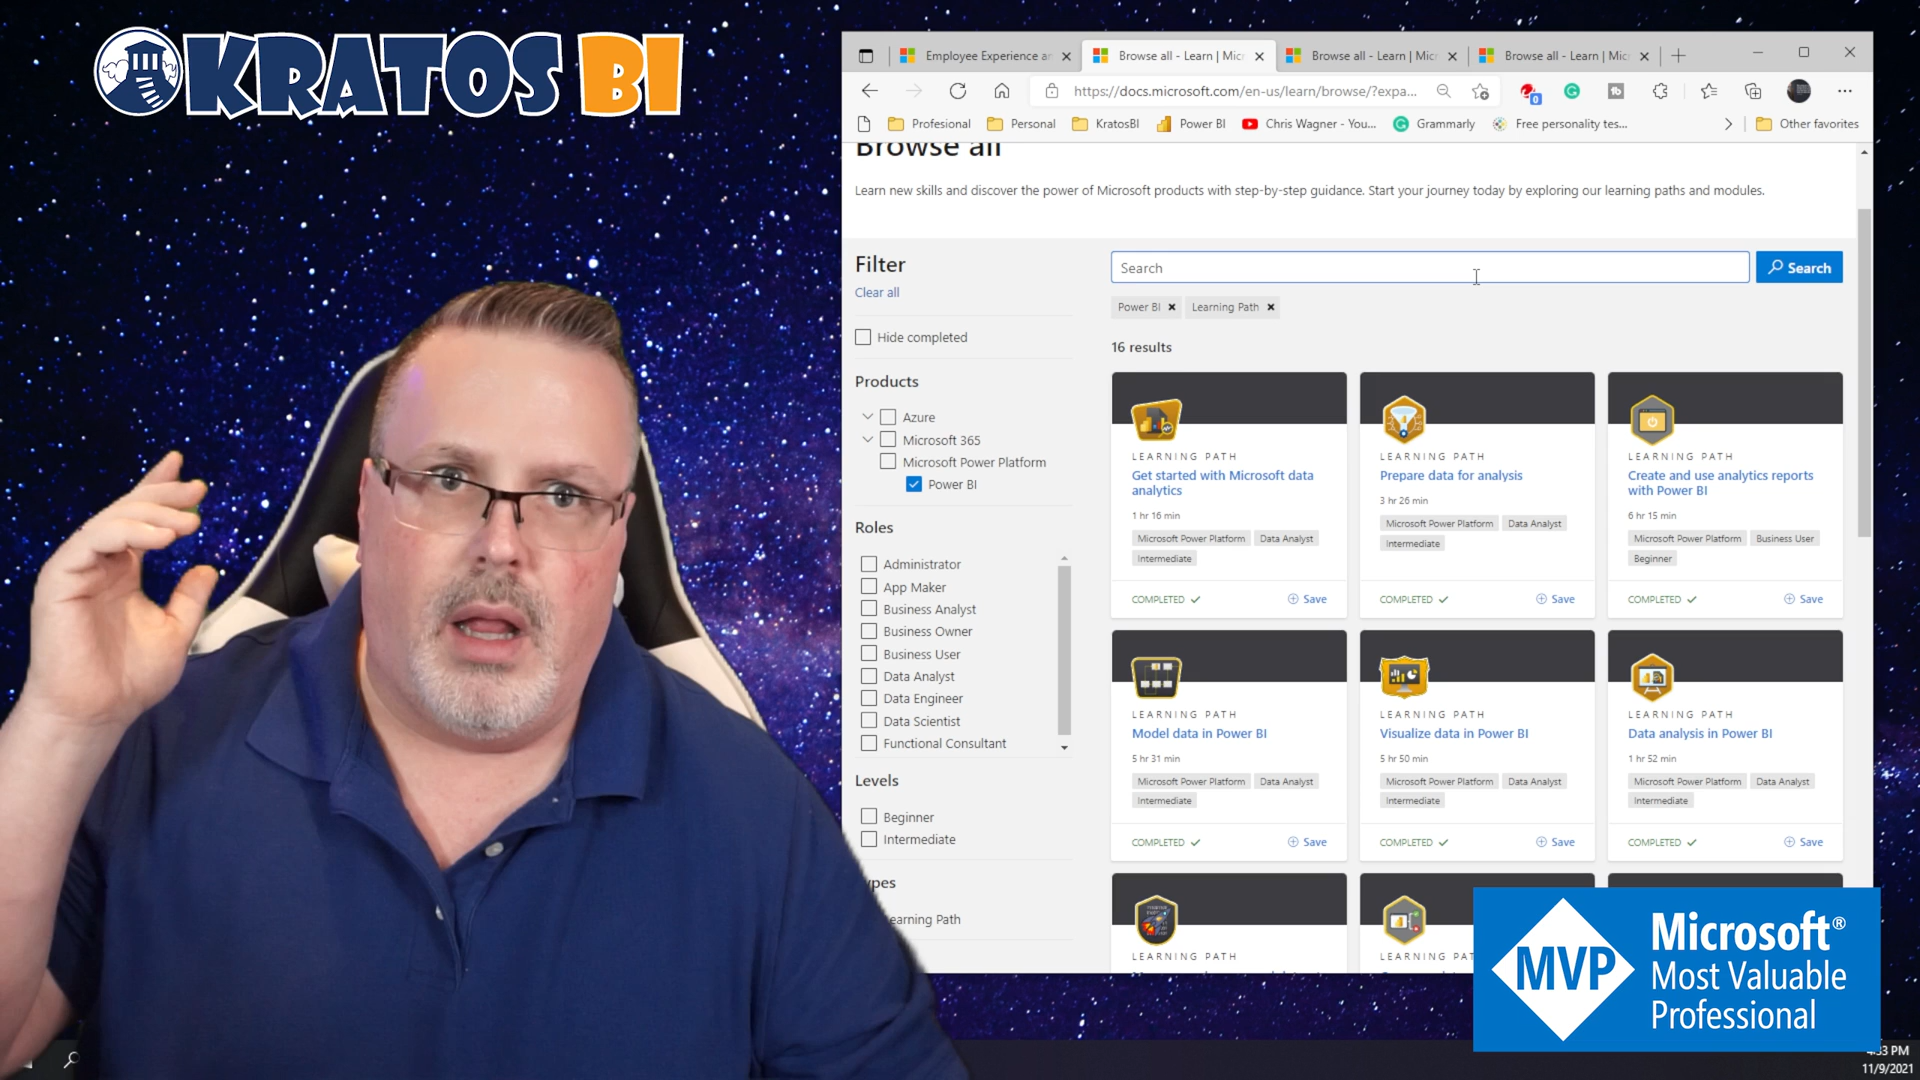 KRATOS BI
Employee Experience ar
Browse all - Learn | Micr
Browse all - Learn | Micr
Browse all - Learn | Micr
https://docs.microsoft.com/en-us/learn/browse/?expa...
0
Profesional
Personal
KratosBI
Power BI
Chris Wagner - You...
Grammarly
Free personality tes...
Other favorites
Browse all
Learn new skills and discover the power of Microsoft products with step-by-step guidance. Start your journey today by exploring our learning paths and modules.
Filter
Clear all
Hide completed
Products
Azure
Microsoft 365
Microsoft Power Platform
Power BI
Roles
Administrator
App Maker
Business Analyst
Business Owner
Business User
Data Analyst
Data Engineer
Data Scientist
Functional Consultant
Levels
Beginner
Intermediate
ypes
earning Path
Search
Search
Power BI
Learning Path
16 results
LEARNING PATH
Get started with Microsoft data
analytics
1 hr 16 min
Microsoft Power Platform Data Analyst
Intermediate
COMPLETED
Save
LEARNING PATH
Prepare data for analysis
3 hr 26 min
Microsoft Power Platform Data Analyst
Intermediate
COMPLETED
Save
LEARNING PATH
Create and use analytics reports
with Power BI
6 hr 15 min
Microsoft Power Platform Business User
Beginner
COMPLETED
Save
LEARNING PATH
Model data in Power BI
5 hr 31 min
Microsoft Power Platform Data Analyst
Intermediate
COMPLETED
Save
LEARNING PATH
Visualize data in Power BI
5 hr 50 min
Microsoft Power Platform Data Analyst
Intermediate
COMPLETED
Save
LEARNING PATH
Data analysis in Power BI
1 hr 52 min
Microsoft Power Platform Data Analyst
Intermediate
COMPLETED
Save
LEARNING PATH
LEARNING PAT
MVP
Microsoft®
Most Valuable
Professional
PM
11/9/2021